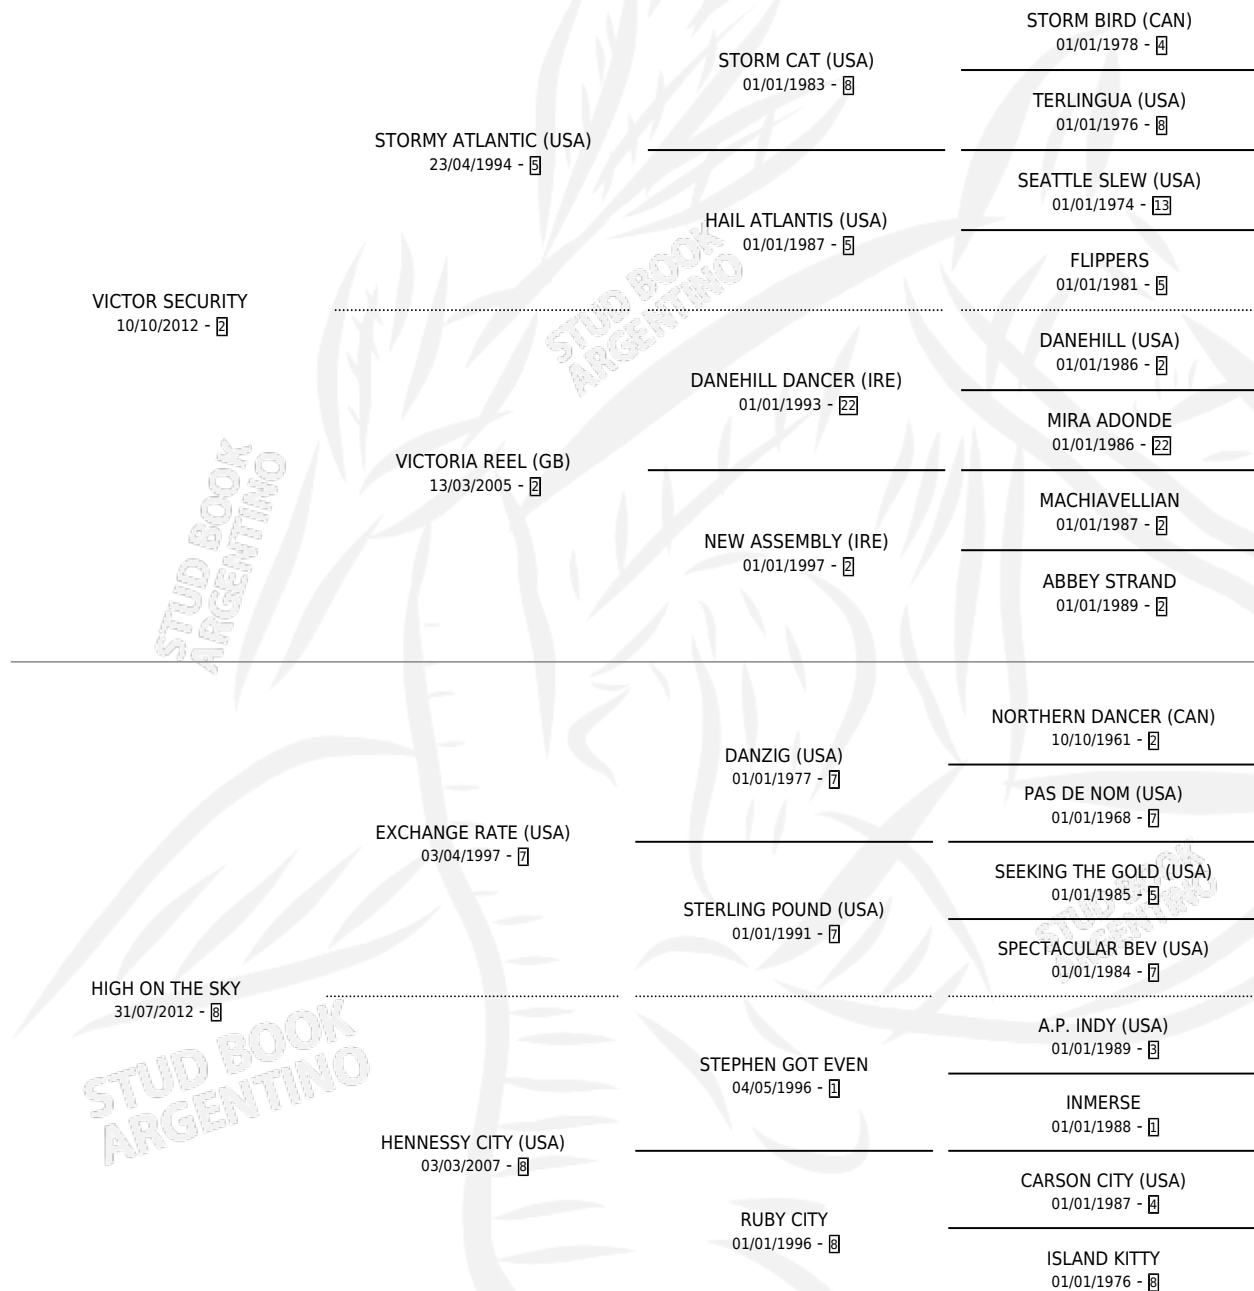 STORM BIRD (CAN)
01/01/1978 - 4
STORM CAT (USA)
01/01/1983 - 8
TERLINGUA (USA)
01/01/1976 - 8
STORMY ATLANTIC (USA)
23/04/1994 - 5
SEATTLE SLEW (USA)
01/01/1974 - 13
HAIL ATLANTIS (USA)
01/01/1987 - 5
FLIPPERS
01/01/1981 - 5
VICTOR SECURITY
10/10/2012 - 2
STUD BOOK
ARGENTINO
DANEHILL (USA)
01/01/1986 - 2
DANEHILL DANCER (IRE)
01/01/1993 - 22
MIRA ADONDE
01/01/1986 - 22
VICTORIA REEL (GB)
13/03/2005 - 2
MACHIAVELLIAN
01/01/1987 - 2
NEW ASSEMBLY (IRE)
01/01/1997 - 2
ABBEY STRAND
01/01/1989 - 2
STUD BOOK
ARGENTINO
NORTHERN DANCER (CAN)
10/10/1961 - 2
DANZIG (USA)
01/01/1977 - 7
PAS DE NOM (USA)
01/01/1968 - 7
EXCHANGE RATE (USA)
03/04/1997 - 7
SEEKING THE GOLD (USA)
01/01/1985 - 5
STERLING POUND (USA)
01/01/1991 - 7
SPECTACULAR BEV (USA)
01/01/1984 - 7
STUD BOOK
ARGENTINO
HIGH ON THE SKY
31/07/2012 - 8
A.P. INDY (USA)
01/01/1989 - 3
STEPHEN GOT EVEN
04/05/1996 - 1
INMERSE
01/01/1988 - 1
STUD BOOK
ARGENTINO
HENNESSY CITY (USA)
03/03/2007 - 8
CARSON CITY (USA)
01/01/1987 - 4
RUBY CITY
01/01/1996 - 8
ISLAND KITTY
01/01/1976 - 8